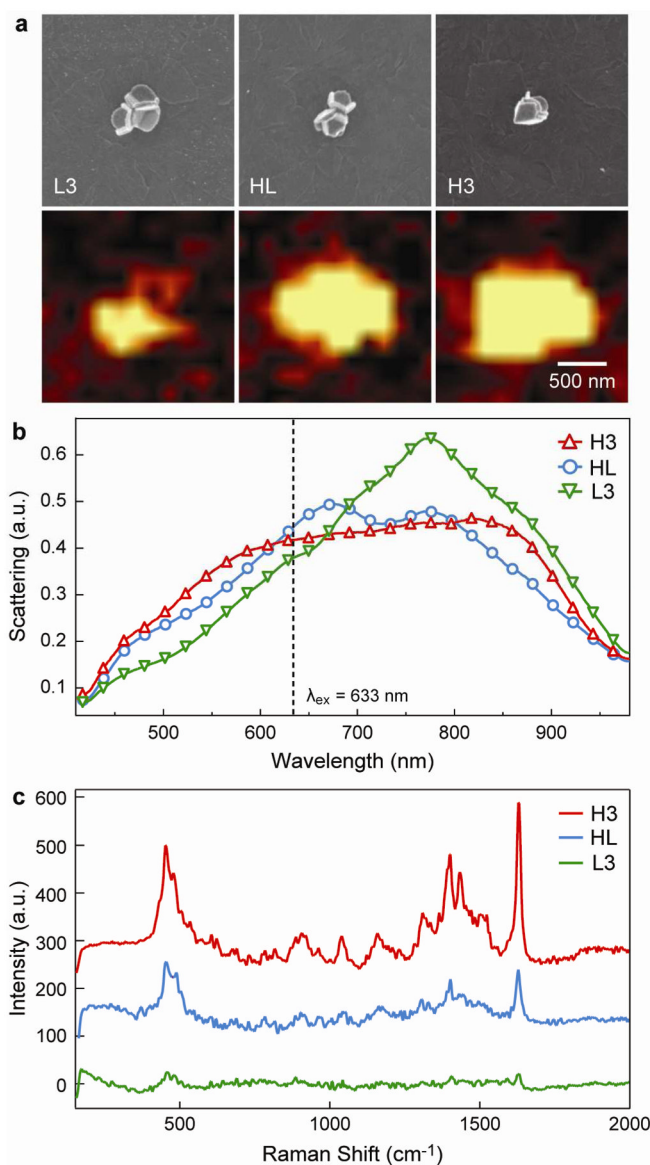 a
L3
HL
H3
500 nm
b
0.6
0.5
0.4
0.3
0.2
0.1
Scattering (a.u.)
H3
HL
L3
λex = 633 nm
500
600
700
800
900
Wavelength (nm)
c
600
500
400
300
200
100
0
Intensity (a.u.)
H3
HL
L3
500
1000
1500
2000
Raman Shift (cm-1)